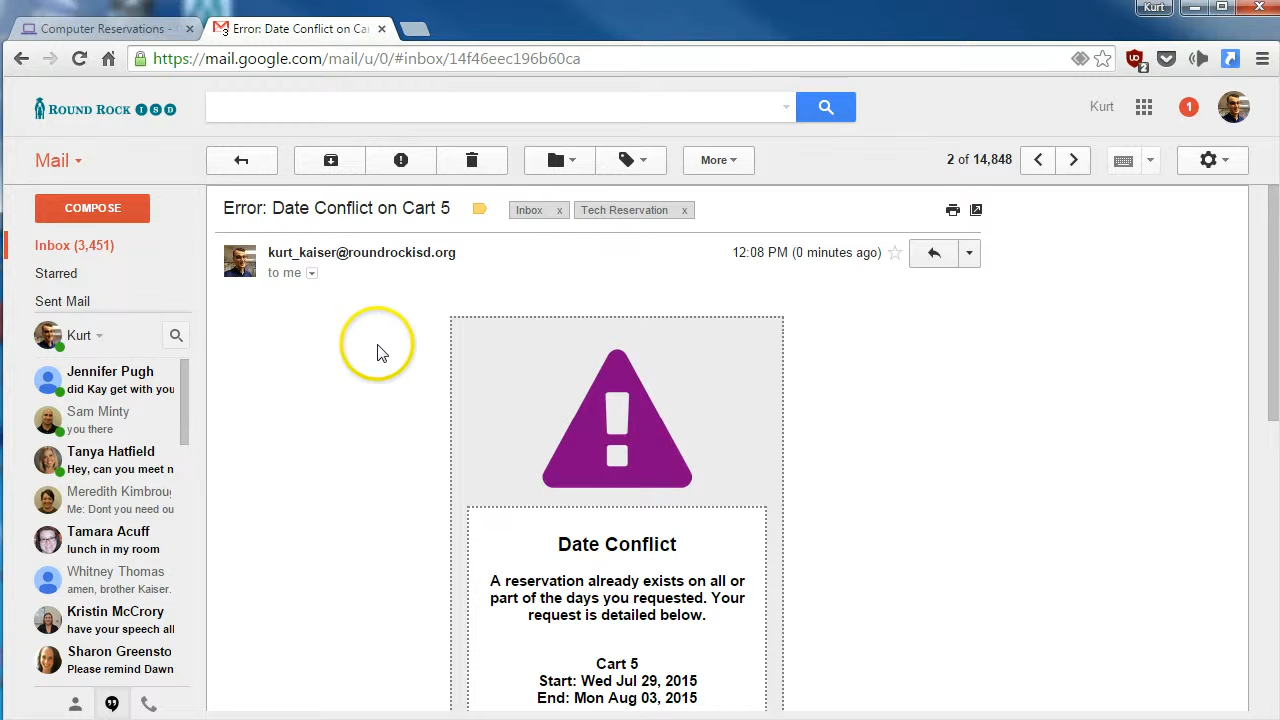 Kurt
Computer Reservations -
Error: Date Conflict on Ca
https://mail.google.com/mail/u/0/#inbox/14f46eec196b60ca
2
ROUND ROCK I S D
Kurt
1
Mail
More
2 of 14,848
COMPOSE
Error: Date Conflict on Cart 5
Inbox x
Tech Reservation x
Inbox (3,451)
kurt_kaiser@roundrockisd.org
12:08 PM (0 minutes ago)
to me
Starred
Sent Mail
Kurt
Jennifer Pugh
did Kay get with you
Sam Minty
you there
Tanya Hatfield
Hey, can you meet n
Meredith Kimbroug
Me: Dont you need ou
Tamara Acuff
lunch in my room
Whitney Thomas
amen, brother Kaiser.
Kristin McCrory
have your speech all
Sharon Greensto
Please remind Dawn
Date Conflict
A reservation already exists on all or
part of the days you requested. Your
request is detailed below.
Cart 5
Start: Wed Jul 29, 2015
End: Mon Aug 03, 2015